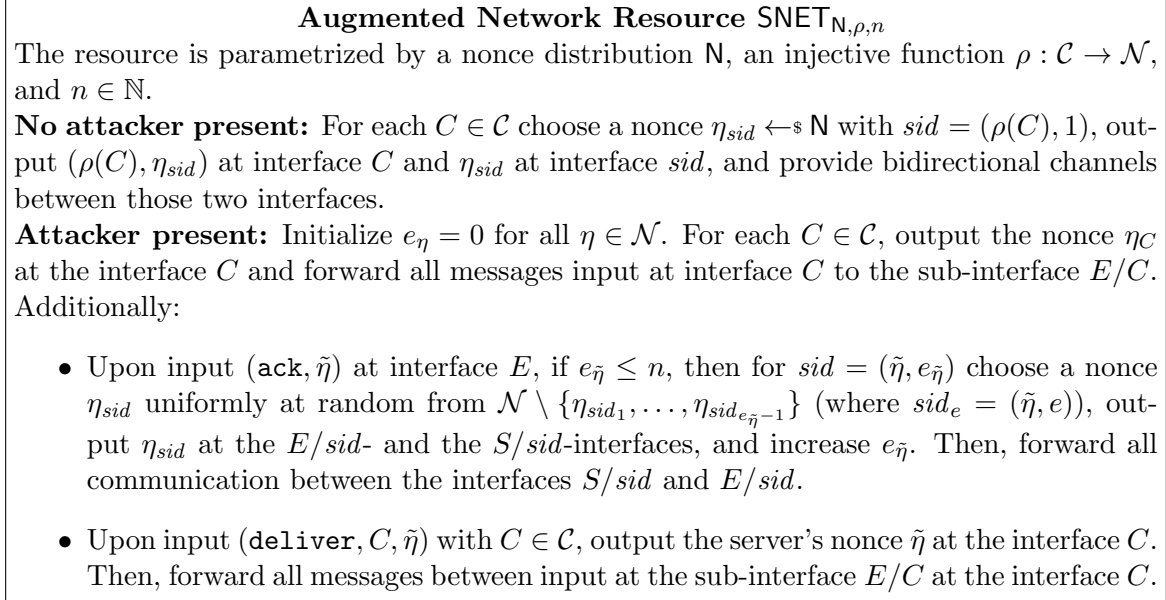 Augmented Network Resource SNET_{N,ρ,n}
The resource is parametrized by a nonce distribution N, an injective function ρ : C → N,
and n ∈ ℕ.
No attacker present: For each C ∈ C choose a nonce η_{sid} ←$ N with sid = (ρ(C), 1), out-
put (ρ(C), η_{sid}) at interface C and η_{sid} at interface sid, and provide bidirectional channels
between those two interfaces.
Attacker present: Initialize e_η = 0 for all η ∈ N. For each C ∈ C, output the nonce η_C
at the interface C and forward all messages input at interface C to the sub-interface E/C.
Additionally:
• Upon input (ack, η̃) at interface E, if e_{η̃} ≤ n, then for sid = (η̃, e_{η̃}) choose a nonce
η_{sid} uniformly at random from N \ {η_{sid_1}, . . . , η_{sid_{e_{η̃}−1}}} (where sid_e = (η̃, e)), out-
put η_{sid} at the E/sid- and the S/sid-interfaces, and increase e_{η̃}. Then, forward all
communication between the interfaces S/sid and E/sid.
• Upon input (deliver, C, η̃) with C ∈ C, output the server's nonce η̃ at the interface C.
Then, forward all messages between input at the sub-interface E/C at the interface C.